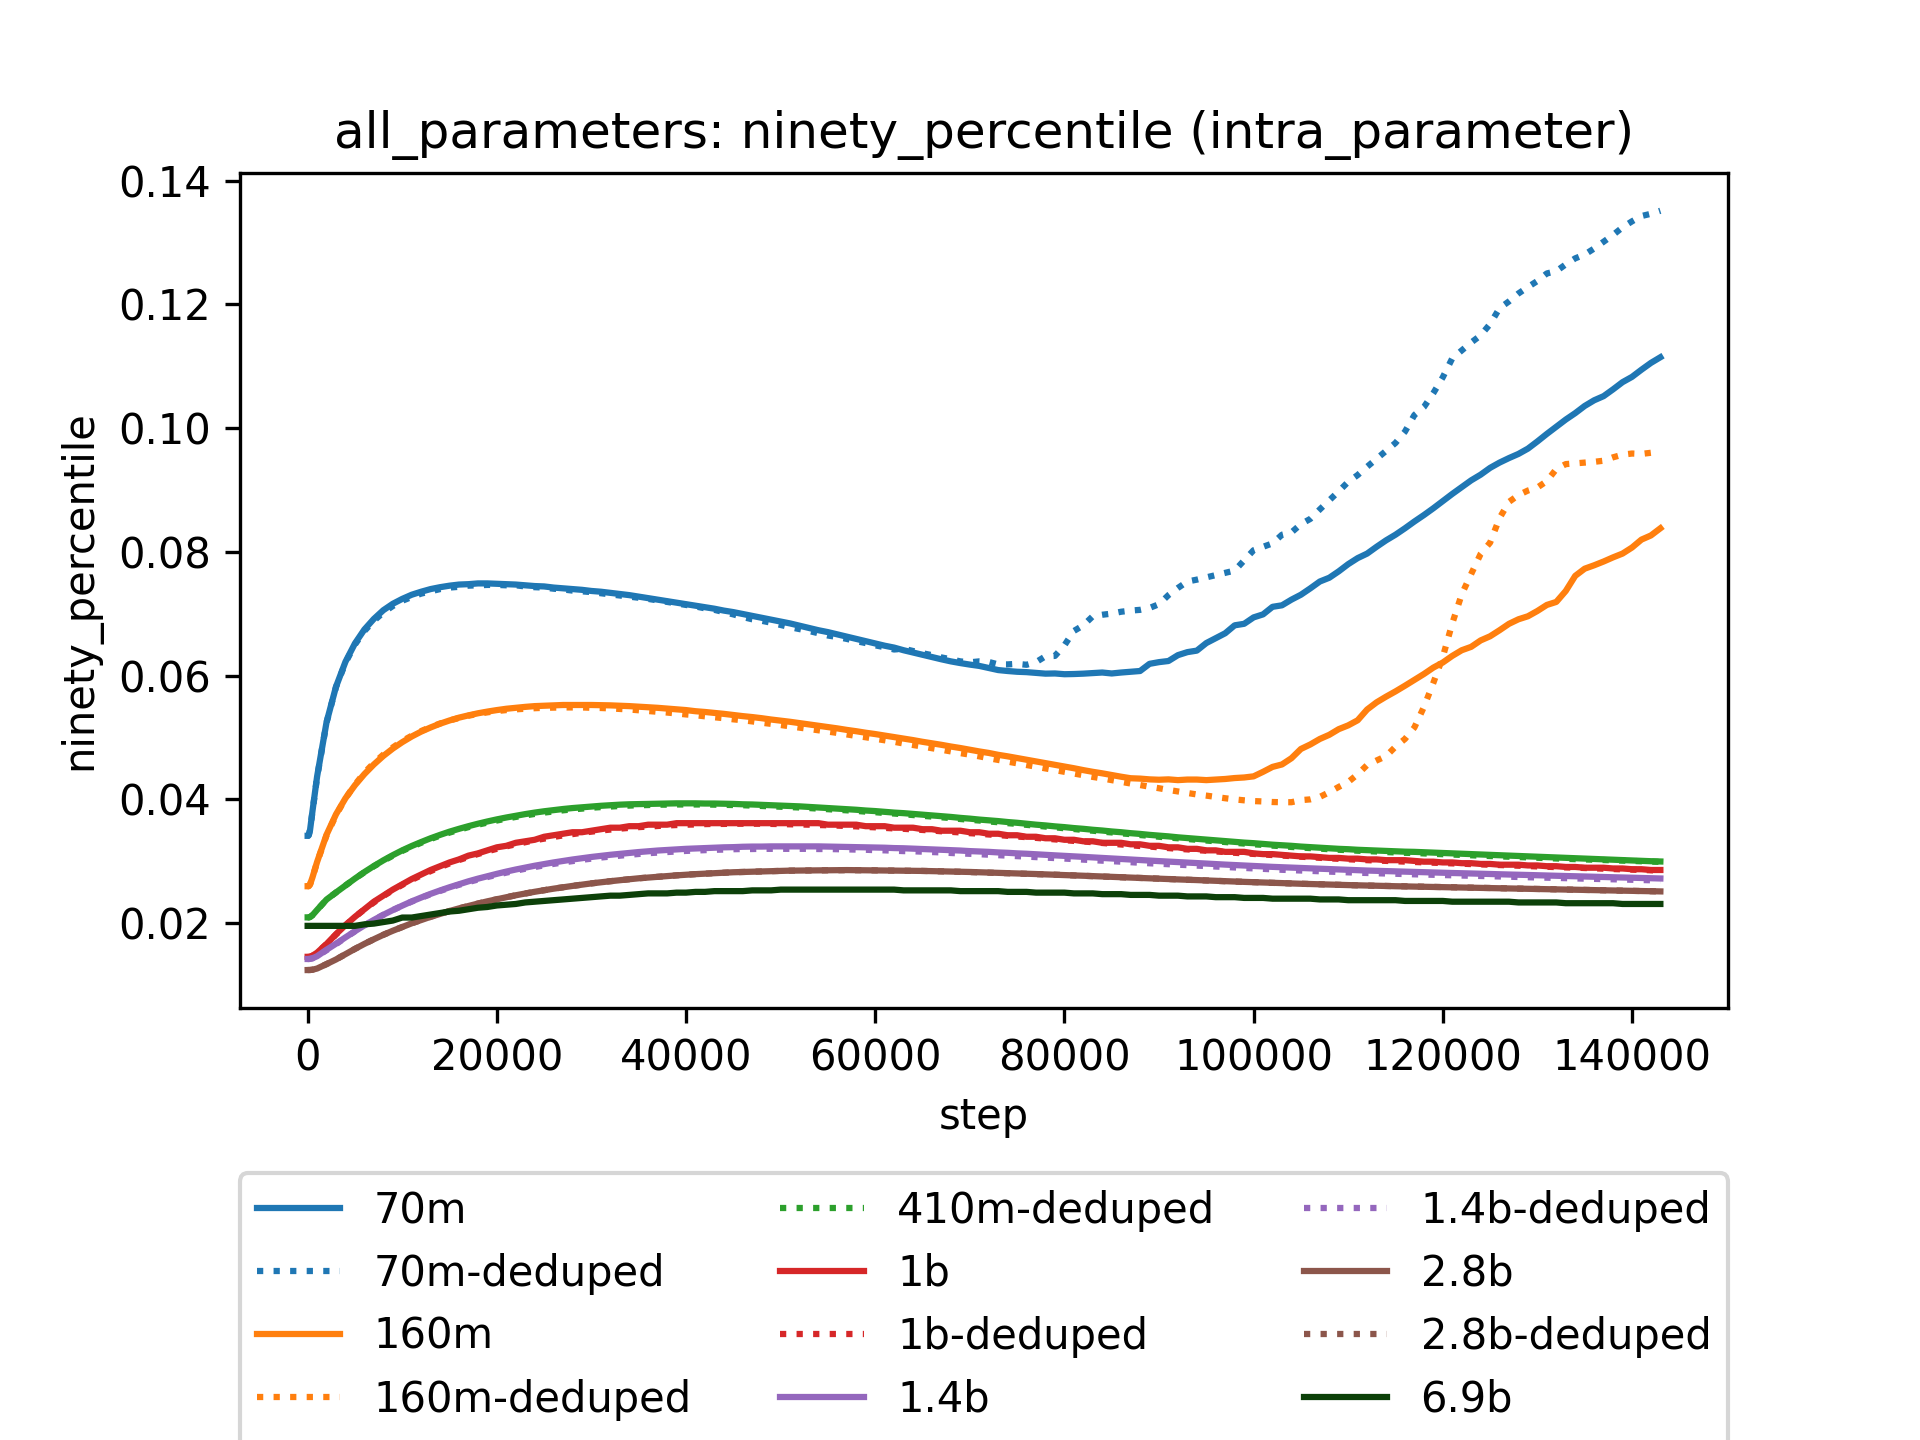 all_parameters: ninety_percentile (intra_parameter)
0.14
0.12
0.10
0.08
0.06
0.04
0.02
ninety_percentile
0 20000 40000 60000 80000 100000 120000 140000
step
70m
70m-deduped
160m
160m-deduped
410m-deduped
1b
1b-deduped
1.4b
1.4b-deduped
2.8b
2.8b-deduped
6.9b